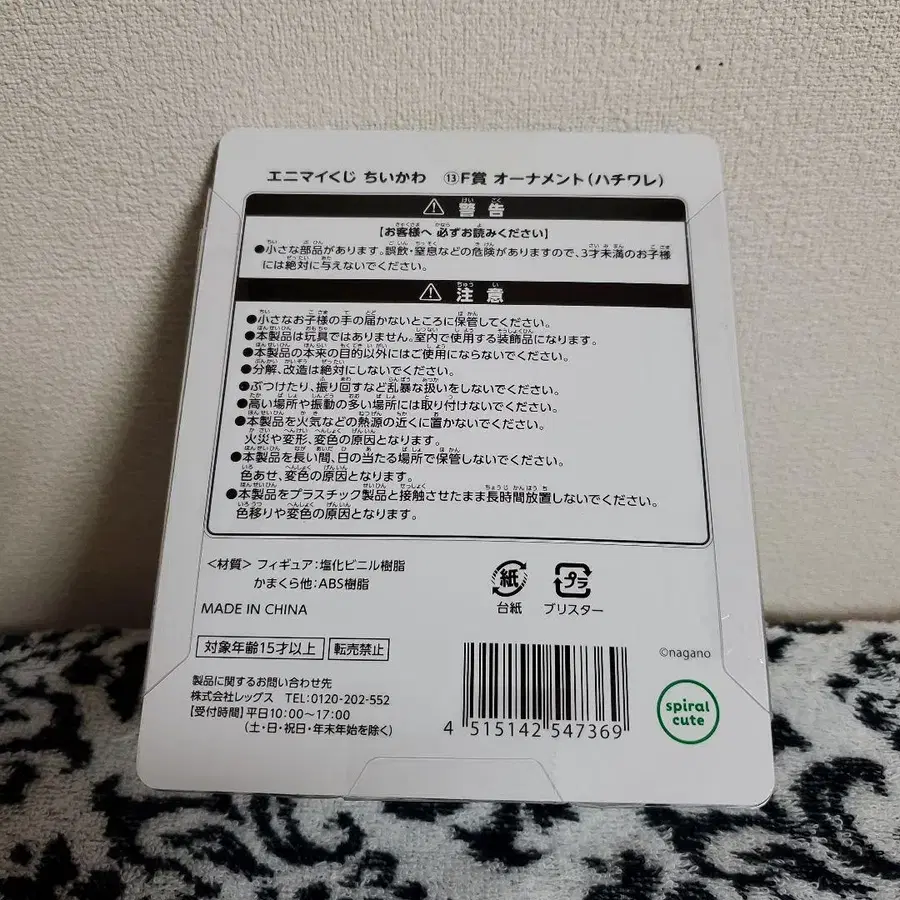 エニマイくじ ちいかわ ⑬F賞 オーナメント(ハチワレ)
⚠ 警告
【お客様へ 必ずお読みください】
●小さな部品があります。誤飲・窒息などの危険がありますので、3才未満のお子様
には絶対に与えないでください。
⚠ 注意
●小さなお子様の手の届かないところに保管してください。
●本製品は玩具ではありません。室内で使用する装飾品になります。
●本製品の本来の目的以外にはご使用にならないでください。
●分解、改造は絶対にしないでください。
●ぶつけたり、振り回すなど乱暴な扱いをしないでください。
●高い場所や振動の多い場所には取り付けないでください。
●本製品を火気などの熱源の近くに置かないでください。
火災や変形、変色の原因となります。
●本製品を長い間、日の当たる場所で保管しないでください。
色あせ、変色の原因となります。
●本製品をプラスチック製品と接触させたまま長時間放置しないでください。
色移りや変色の原因となります。
<材質> フィギュア:塩化ビニル樹脂
かまくら他:ABS樹脂
MADE IN CHINA
紙
台紙
プラ
ブリスター
対象年齢15才以上 転売禁止
©nagano
製品に関するお問い合わせ先
株式会社レッグス TEL:0120-202-552
【受付時間】平日10:00〜17:00
(土・日・祝日・年末年始を除く)
4 515142 547369
spiral
cute